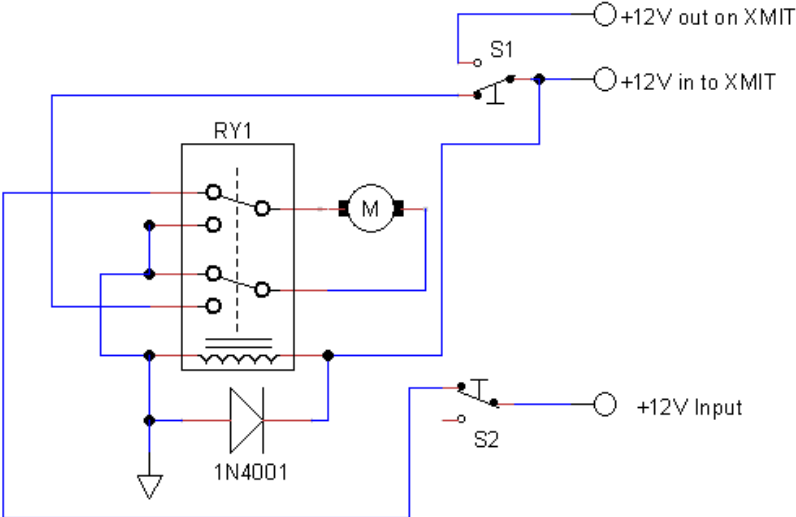 +12V out on XMIT
S1
+12V in to XMIT
RY1
M
+12V Input
S2
1N4001